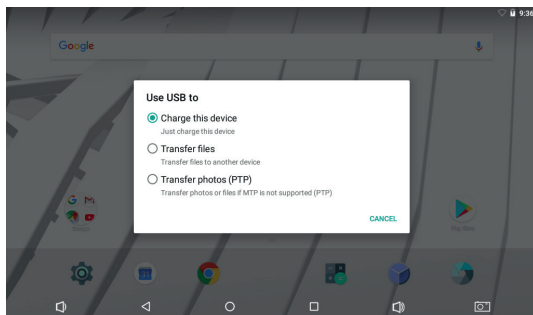 9:36
Google
Use USB to
Charge this device
Just charge this device
Transfer files
Transfer files to another device
Transfer photos (PTP)
Transfer photos or files if MTP is not supported (PTP)
CANCEL
Google
Play Store